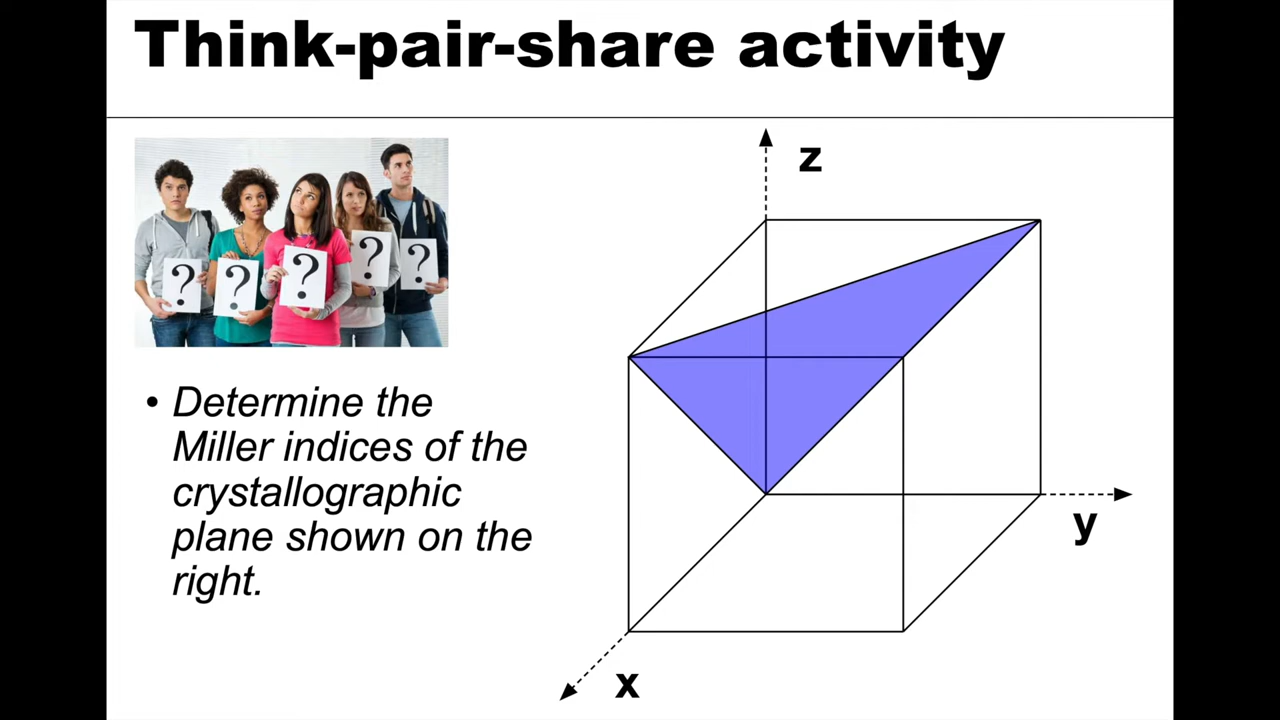 Think-pair-share activity
z
? ? ? ? ?
• Determine the
Miller indices of the
crystallographic
plane shown on the
right.
y
x